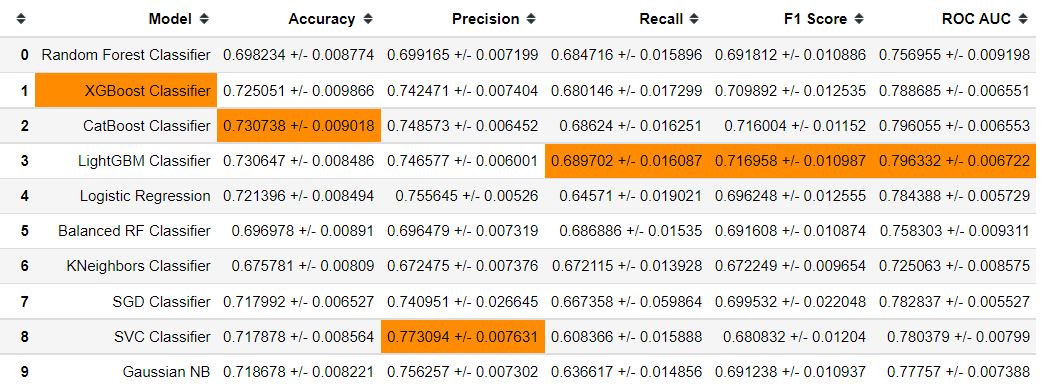 Model Accuracy Precision Recall F1 Score ROC AUC
0 Random Forest Classifier 0.698234 +/- 0.008774 0.699165 +/- 0.007199 0.684716 +/- 0.015896 0.691812 +/- 0.010886 0.756955 +/- 0.009198
1 XGBoost Classifier 0.725051 +/- 0.009866 0.742471 +/- 0.007404 0.680146 +/- 0.017299 0.709892 +/- 0.012535 0.788685 +/- 0.006551
2 CatBoost Classifier 0.730738 +/- 0.009018 0.748573 +/- 0.006452 0.68624 +/- 0.016251 0.716004 +/- 0.01152 0.796055 +/- 0.006553
3 LightGBM Classifier 0.730647 +/- 0.008486 0.746577 +/- 0.006001 0.689702 +/- 0.016087 0.716958 +/- 0.010987 0.796332 +/- 0.006722
4 Logistic Regression 0.721396 +/- 0.008494 0.755645 +/- 0.00526 0.64571 +/- 0.019021 0.696248 +/- 0.012555 0.784388 +/- 0.005729
5 Balanced RF Classifier 0.696978 +/- 0.00891 0.696479 +/- 0.007319 0.686886 +/- 0.01535 0.691608 +/- 0.010874 0.758303 +/- 0.009311
6 KNeighbors Classifier 0.675781 +/- 0.00809 0.672475 +/- 0.007376 0.672115 +/- 0.013928 0.672249 +/- 0.009654 0.725063 +/- 0.008575
7 SGD Classifier 0.717992 +/- 0.006527 0.740951 +/- 0.026645 0.667358 +/- 0.059864 0.699532 +/- 0.022048 0.782837 +/- 0.005527
8 SVC Classifier 0.717878 +/- 0.008564 0.773094 +/- 0.007631 0.608366 +/- 0.015888 0.680832 +/- 0.01204 0.780379 +/- 0.00799
9 Gaussian NB 0.718678 +/- 0.008221 0.756257 +/- 0.007302 0.636617 +/- 0.014856 0.691238 +/- 0.010937 0.77757 +/- 0.007388